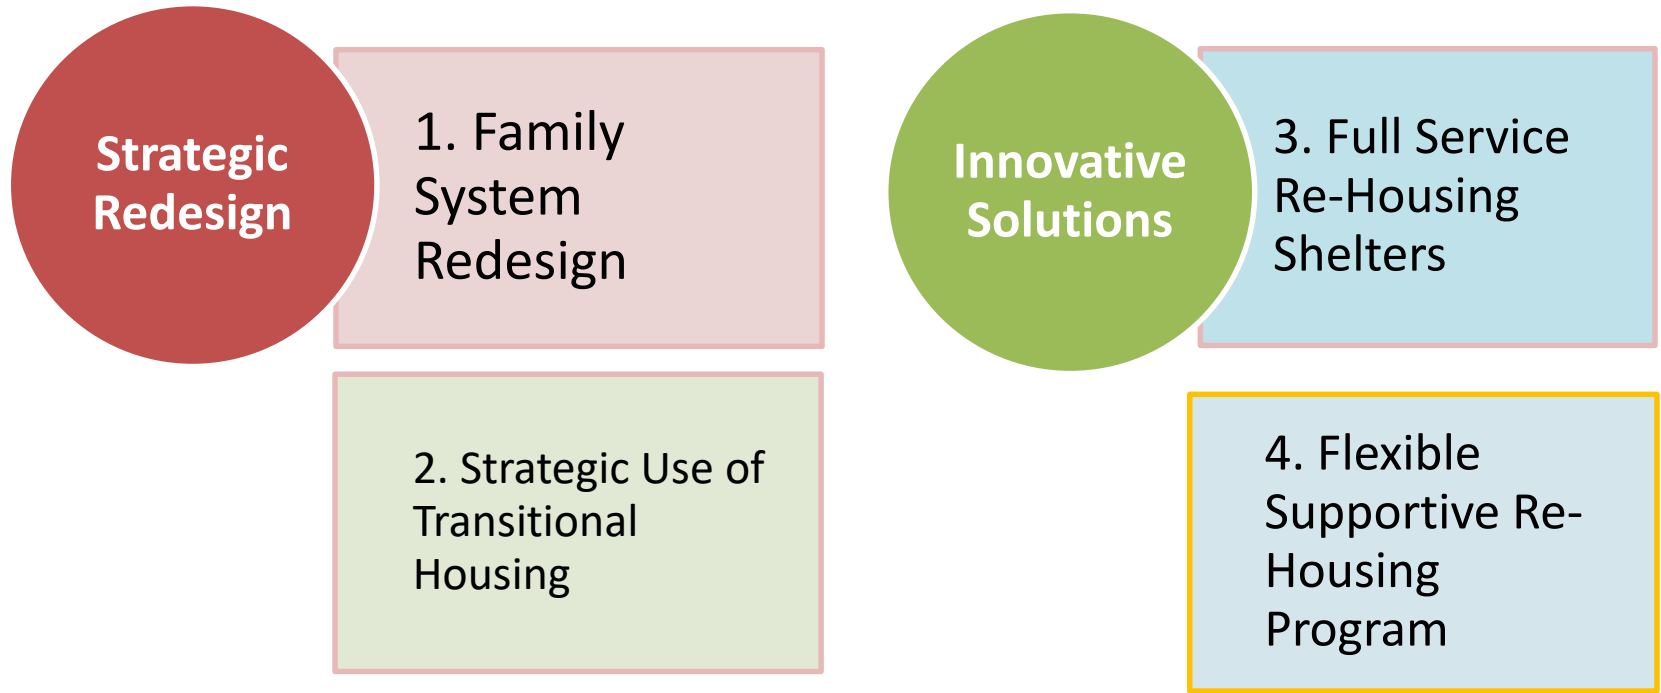 Strategic
Redesign
1. Family
System
Redesign
2. Strategic Use of
Transitional
Housing
Innovative
Solutions
3. Full Service
Re-Housing
Shelters
4. Flexible
Supportive Re-
Housing
Program